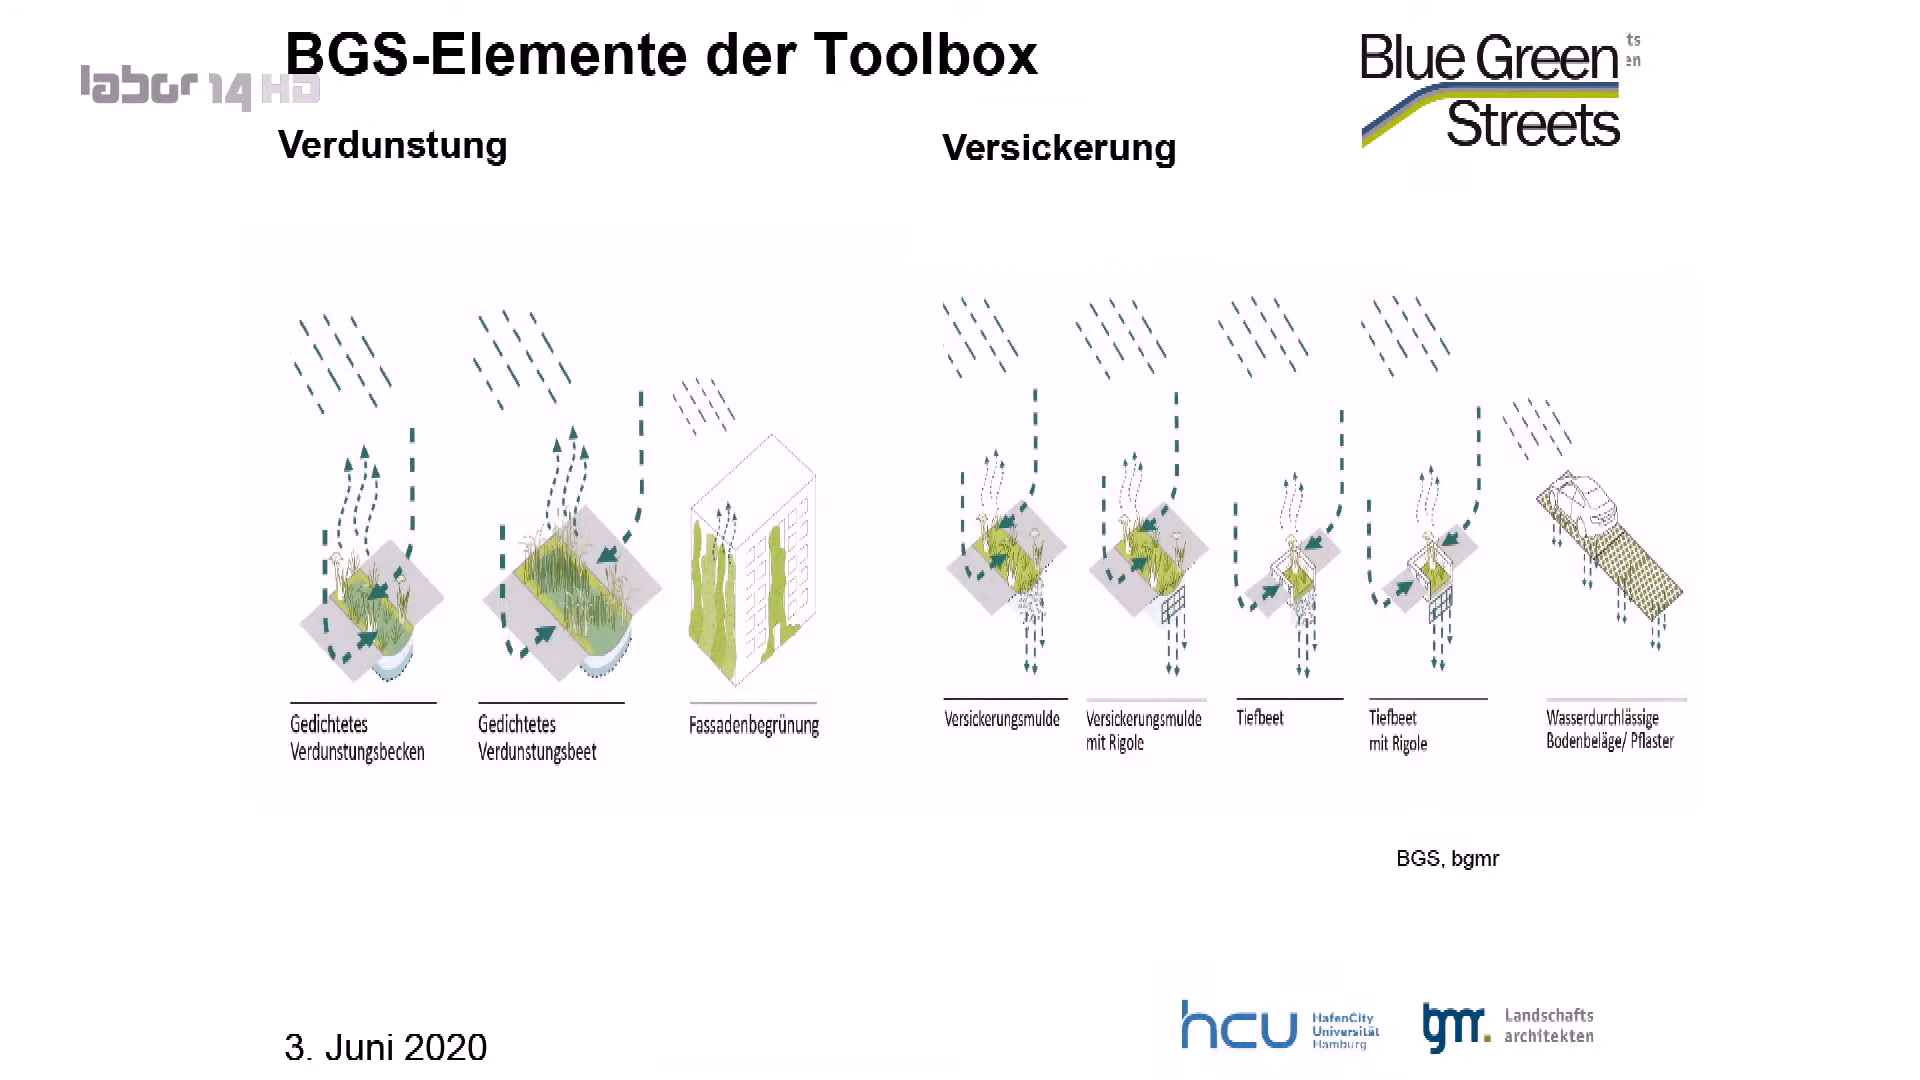 BGS-Elemente der Toolbox
labor 14 HD
Blue Green
Streets
ts
en
Verdunstung
Versickerung
Gedichtetes
Verdunstungsbecken
Gedichtetes
Verdunstungsbeet
Fassadenbegrünung
Versickerungsmulde
Versickerungsmulde
mit Rigole
Tiefbeet
Tiefbeet
mit Rigole
Wasserdurchlässige
Bodenbeläge/ Pflaster
BGS, bgmr
3. Juni 2020
hcu
HafenCity
Universität
Hamburg
bgmr.
Landschafts
architekten